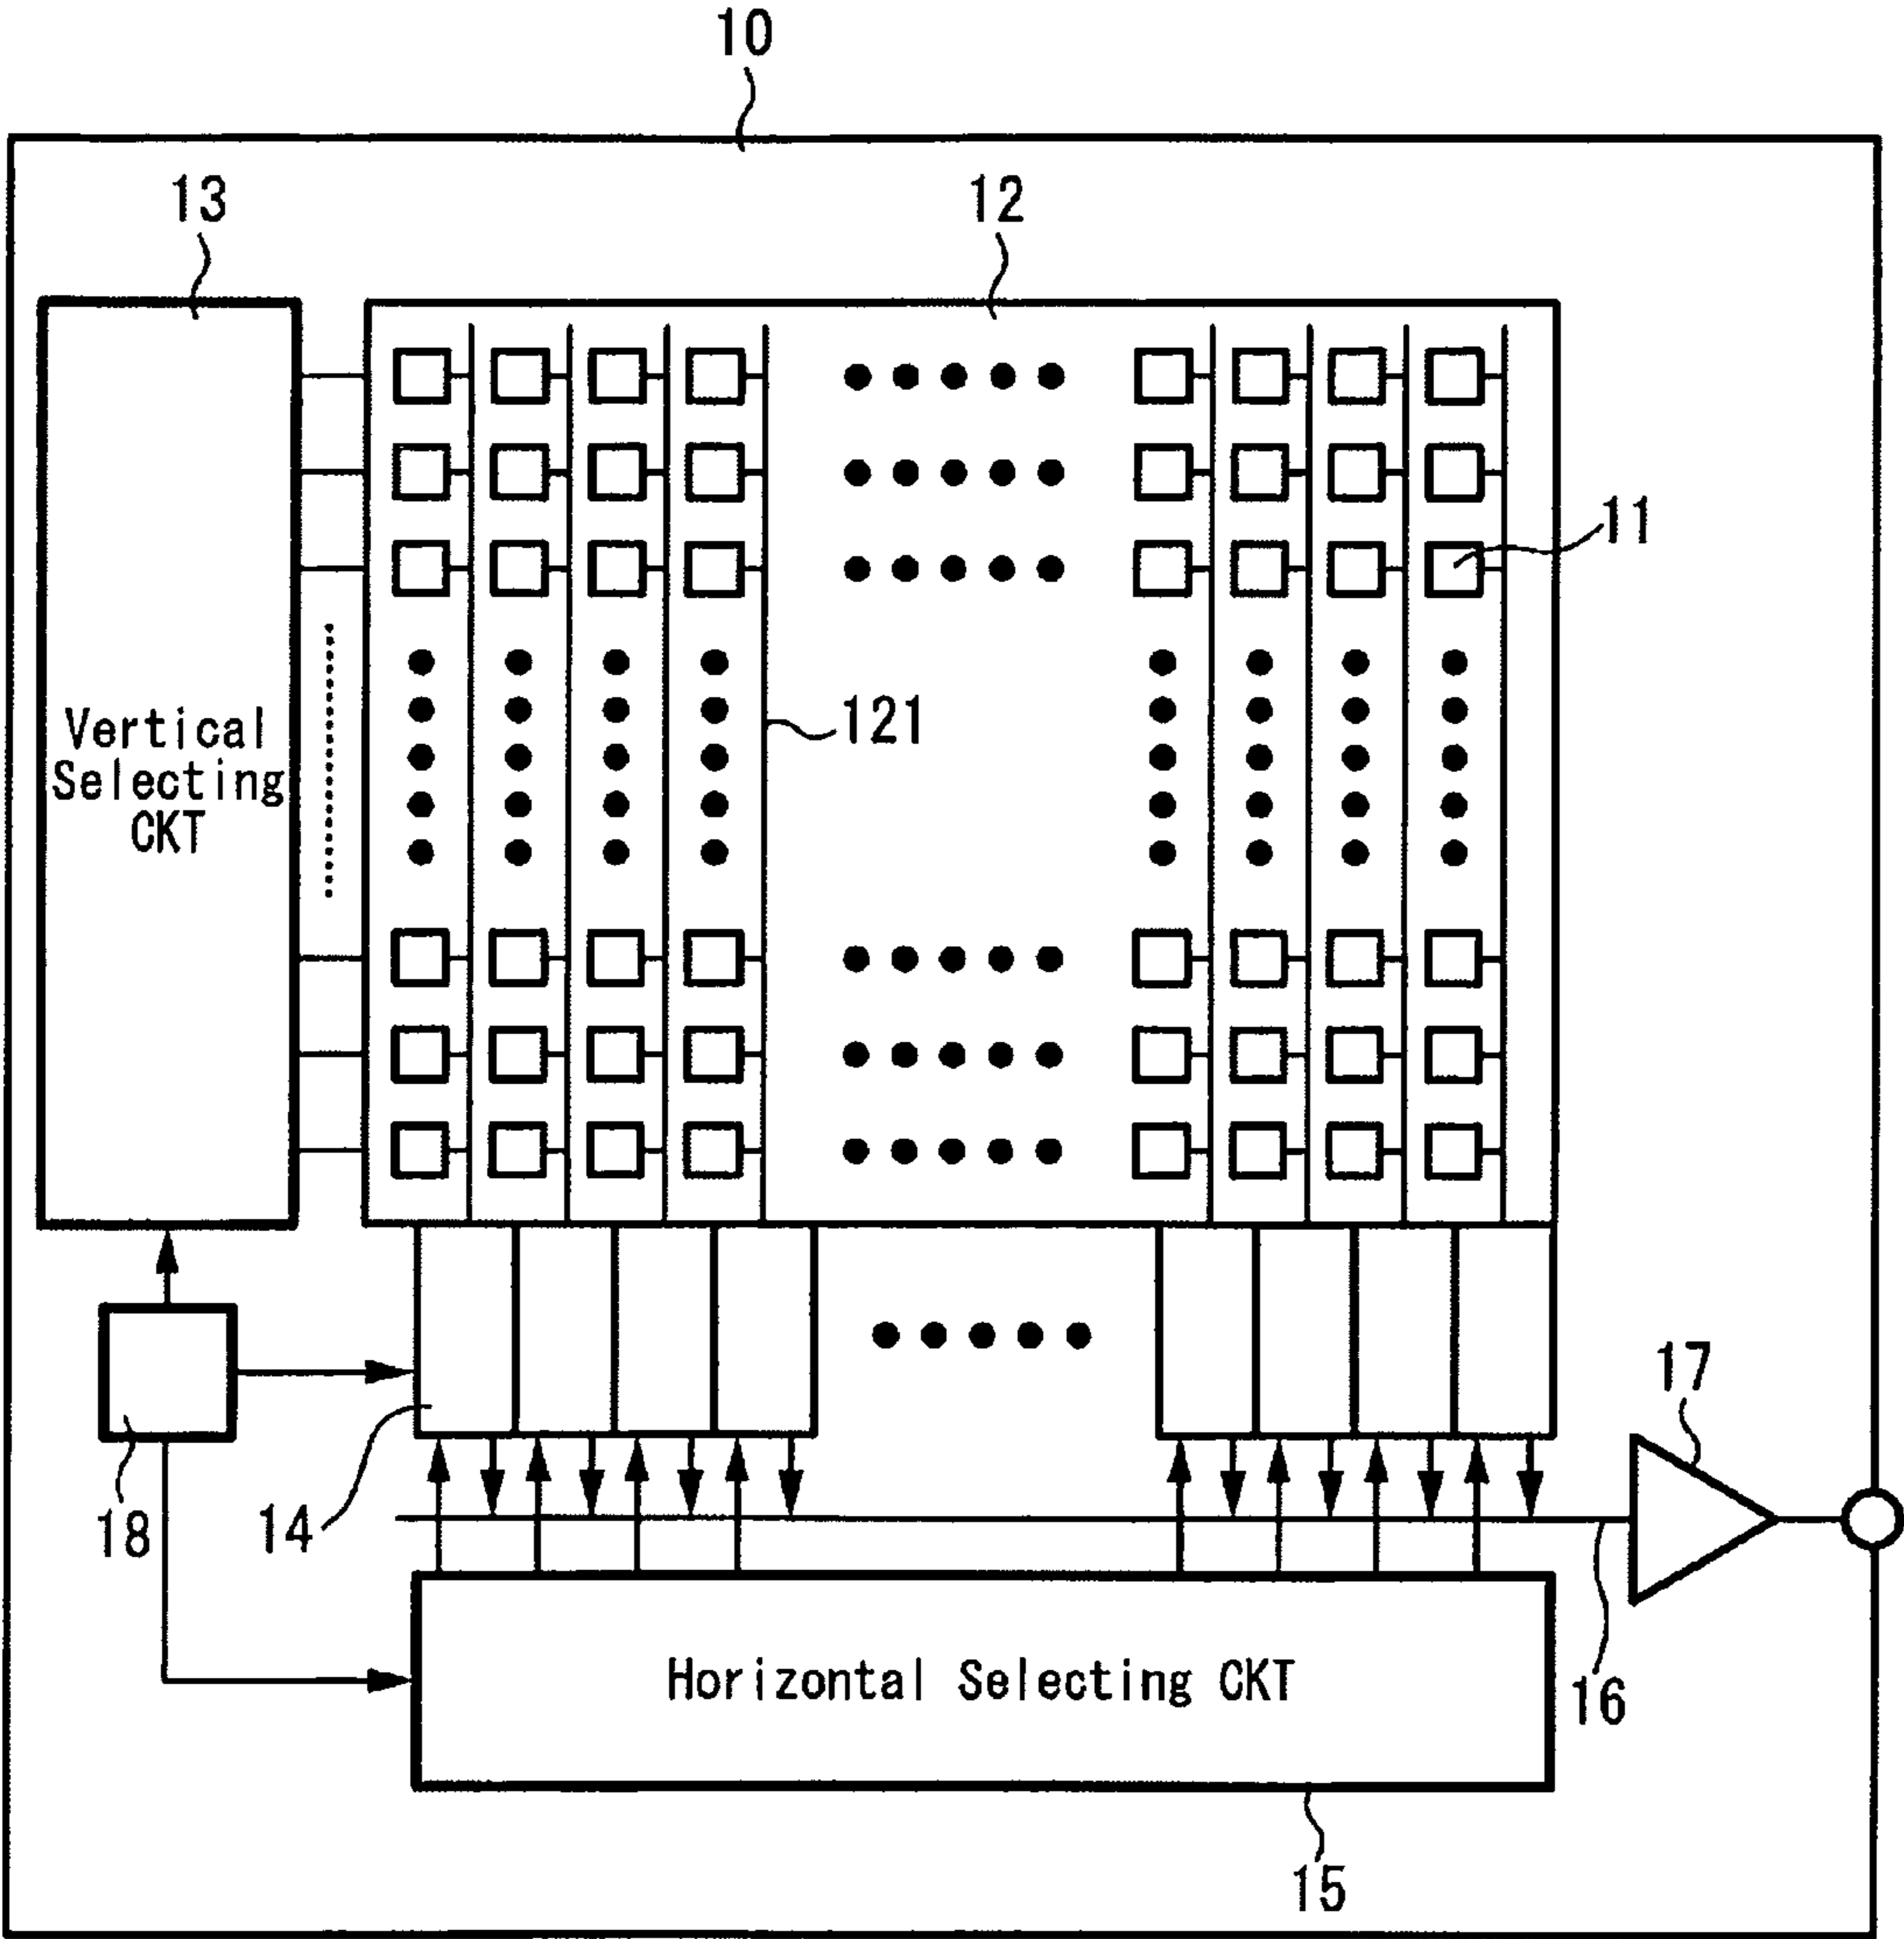 10
13
12
11
121
Vertical
Selecting
CKT
17
18
14
16
Horizontal Selecting CKT
15